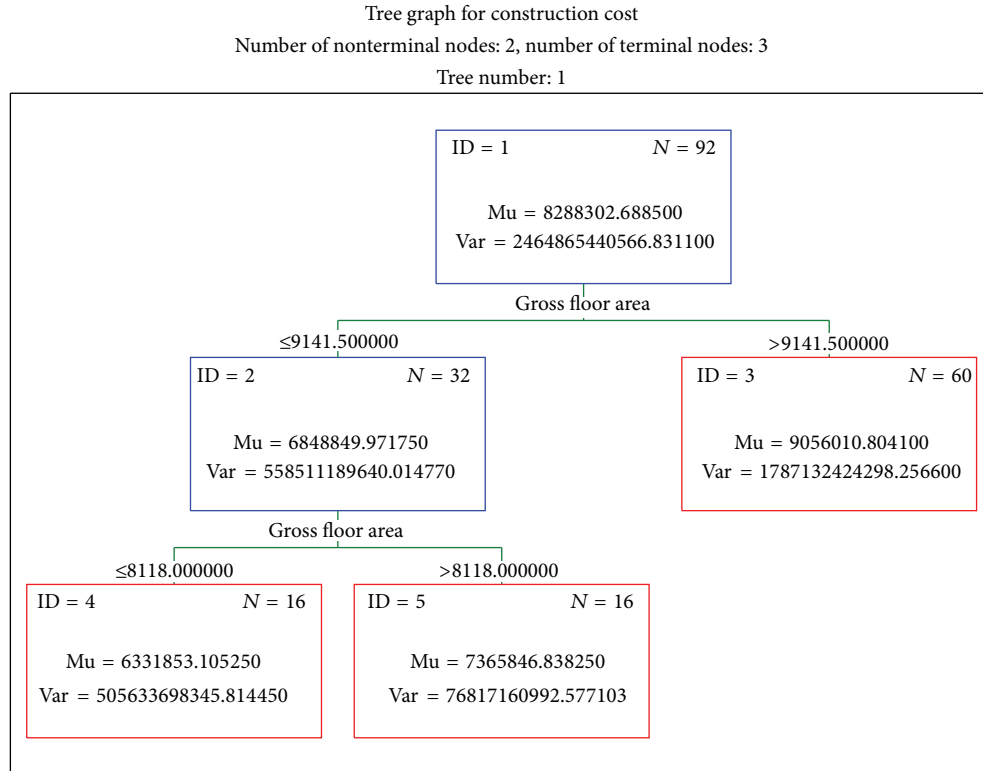 Tree graph for construction cost
Number of nonterminal nodes: 2, number of terminal nodes: 3
Tree number: 1
ID = 1 N = 92
Mu = 8288302.688500
Var = 2464865440566.831100
Gross floor area
≤9141.500000 >9141.500000
ID = 2 N = 32
Mu = 6848849.971750
Var = 558511189640.014770
ID = 3 N = 60
Mu = 9056010.804100
Var = 1787132424298.256600
Gross floor area
≤8118.000000 >8118.000000
ID = 4 N = 16
Mu = 6331853.105250
Var = 505633698345.814450
ID = 5 N = 16
Mu = 7365846.838250
Var = 76817160992.577103